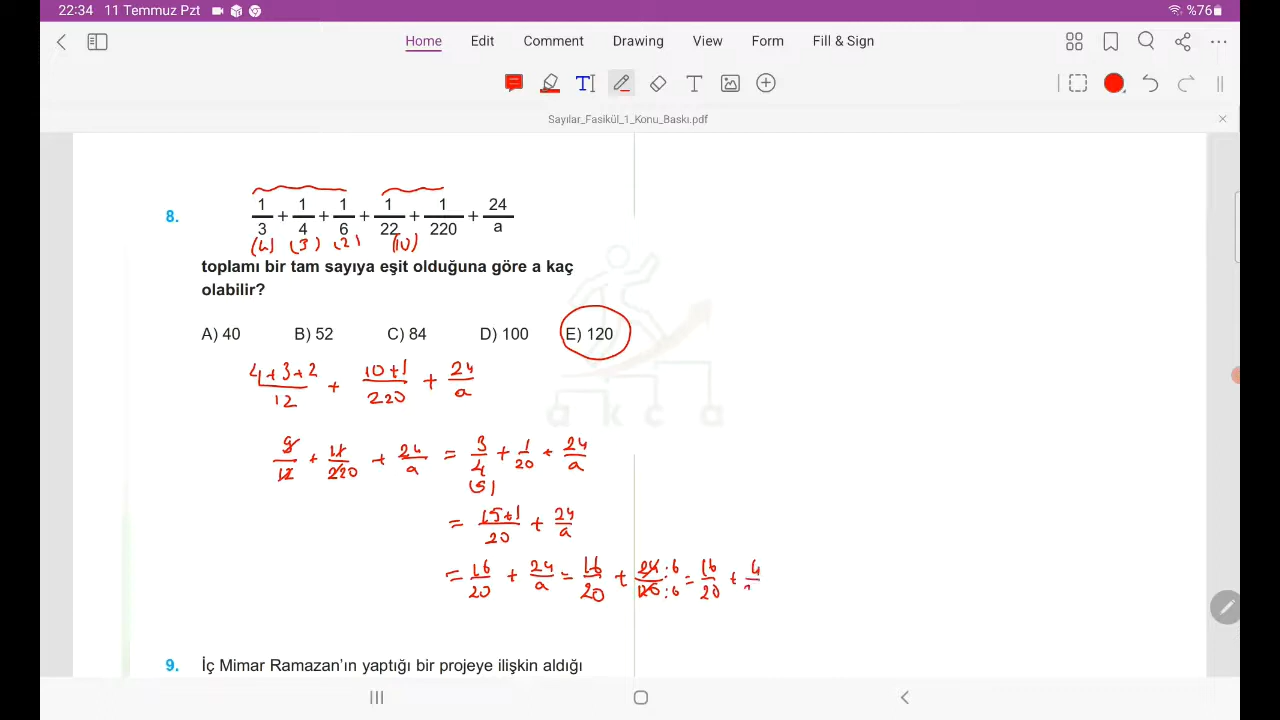 22:34 11 Temmuz Pzt %76
Home Edit Comment Drawing View Form Fill & Sign
Sayılar_Fasikül_1_Konu_Baskı.pdf
8. 1/3 + 1/4 + 1/6 + 1/22 + 1/220 + 24/a
(4) (3) (2) (10)
toplamı bir tam sayıya eşit olduğuna göre a kaç
olabilir?
A) 40 B) 52 C) 84 D) 100 E) 120
4+3+2/12 + 10+1/220 + 24/a
9/12 + 11/220 + 24/a = 3/4 + 1/20 + 24/a
(5)
= 15+1/20 + 24/a
= 16/20 + 24/a = 16/20 + 24:6/120:6 = 16/20 + 4/
akca
9. İç Mimar Ramazan'ın yaptığı bir projeye ilişkin aldığı